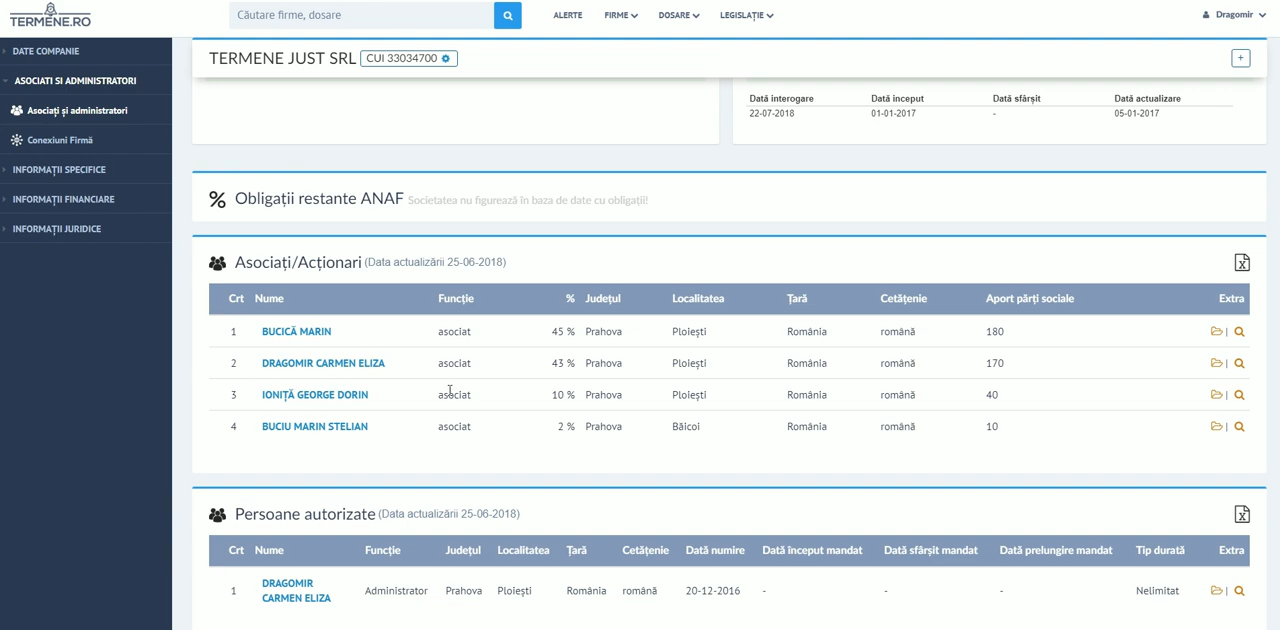 TERMENE.RO
Căutare firme, dosare
ALERTE FIRME DOSARE LEGISLAȚIE
Dragomir
DATE COMPANIE
ASOCIATI SI ADMINISTRATORI
Asociați și administratori
Conexiuni Firmă
INFORMAȚII SPECIFICE
INFORMAȚII FINANCIARE
INFORMAȚII JURIDICE
TERMENE JUST SRL CUI 33034700
+
Dată interogare Dată inceput Dată sfârșit Dată actualizare
22-07-2018 01-01-2017 - 05-01-2017
% Obligații restante ANAF Societatea nu figurează în baza de date cu obligații!
Asociați/Acționari (Data actualizării 25-06-2018)
Crt Nume Funcție % Județul Localitatea Țară Cetățenie Aport părți sociale Extra
1 BUCICĂ MARIN asociat 45 % Prahova Ploiești România română 180 |
2 DRAGOMIR CARMEN ELIZA asociat 43 % Prahova Ploiești România română 170 |
3 IONIȚĂ GEORGE DORIN asociat 10 % Prahova Ploiești România română 40 |
4 BUCIU MARIN STELIAN asociat 2 % Prahova Băicoi România română 10 |
Persoane autorizate (Data actualizării 25-06-2018)
Crt Nume Funcție Județul Localitatea Țară Cetățenie Dată numire Dată început mandat Dată sfârșit mandat Dată prelungire mandat Tip durată Extra
1 DRAGOMIR CARMEN ELIZA Administrator Prahova Ploiești România română 20-12-2016 - - - Nelimitat |